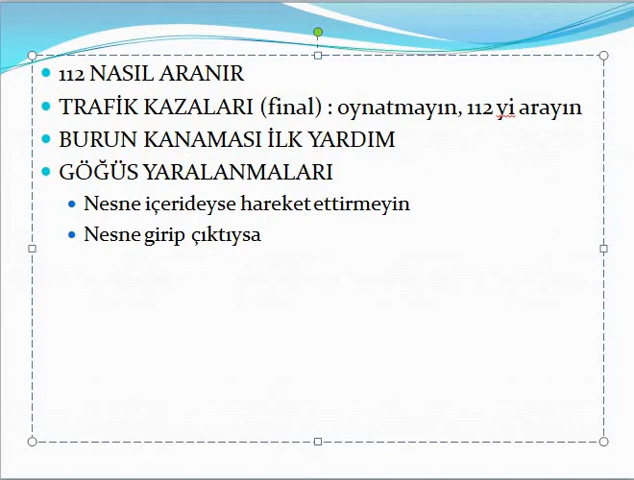 112 NASIL ARANIR
TRAFİK KAZALARI (final) : oynatmayın, 112 yi arayın
BURUN KANAMASI İLK YARDIM
GÖĞÜS YARALANMALARI
Nesne içerideyse hareket ettirmeyin
Nesne girip çıktıysa